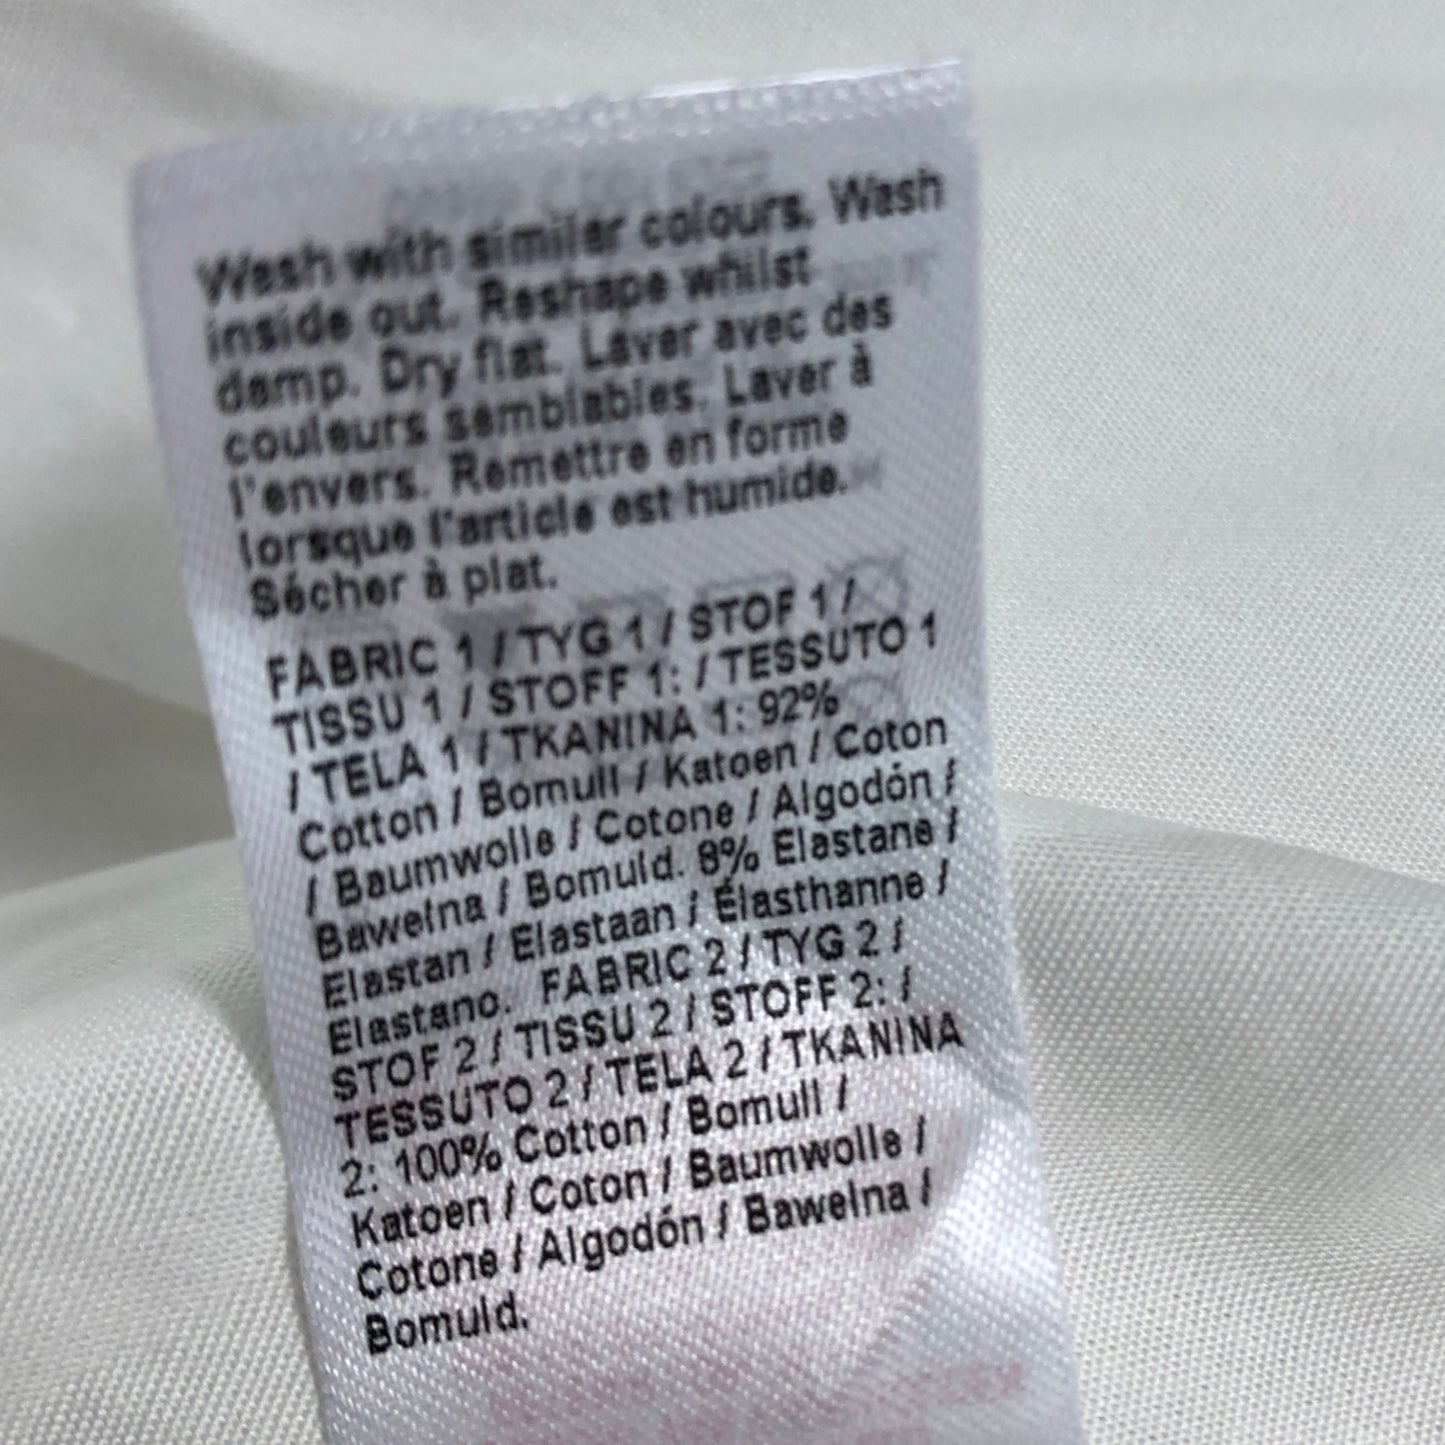 Wash with similar colours. Wash
inside out. Reshape whilst
damp. Dry flat. Laver avec des
couleurs semblables. Laver à
l'envers. Remettre en forme
lorsque l'article est humide.
Sécher à plat.
FABRIC 1 / TYG 1 / STOF 1 /
TISSU 1 / STOFF 1: / TESSUTO 1
/ TELA 1 / TKANINA 1: 92%
Cotton / Bomull / Katoen / Coton
/ Baumwolle / Cotone / Algodón /
Bawełna / Bomuld. 8% Elastane /
Elastan / Elastaan / Élasthanne /
Elastano. FABRIC 2 / TYG 2 /
STOF 2 / TISSU 2 / STOFF 2: /
TESSUTO 2 / TELA 2 / TKANINA
2: 100% Cotton / Bomull /
Katoen / Coton / Baumwolle /
Cotone / Algodón / Bawełna /
Bomuld.